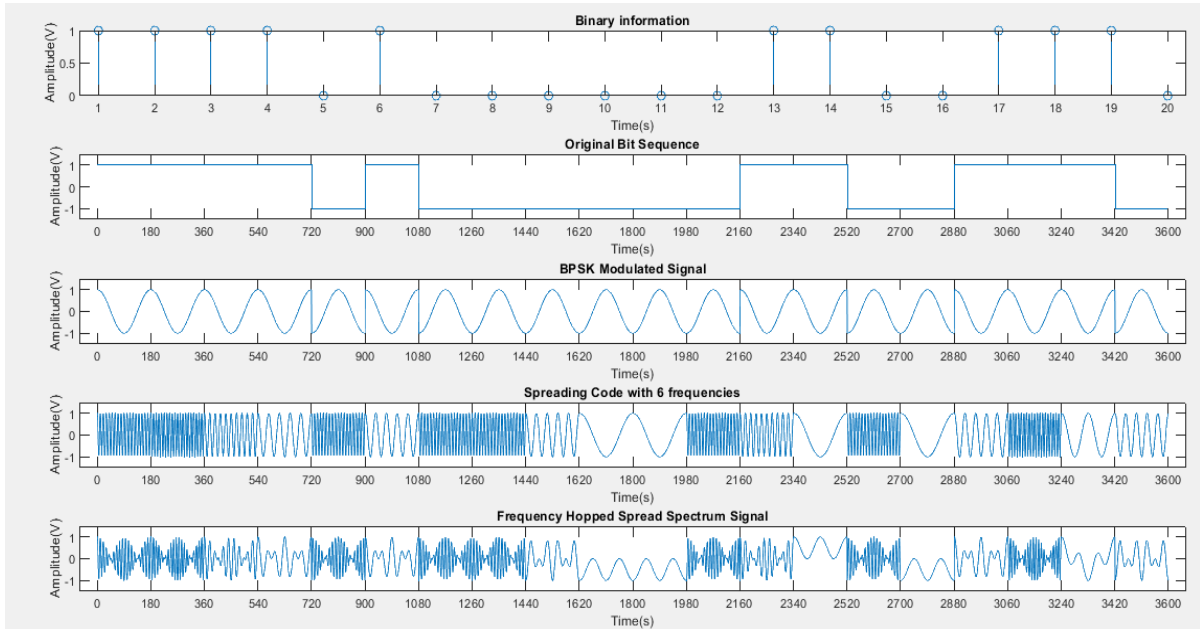 Binary information
Amplitude(V)
1
0.5
0
1 2 3 4 5 6 7 8 9 10 11 12 13 14 15 16 17 18 19 20
Time(s)
Original Bit Sequence
Amplitude(V)
1
0
-1
0 180 360 540 720 900 1080 1260 1440 1620 1800 1980 2160 2340 2520 2700 2880 3060 3240 3420 3600
Time(s)
BPSK Modulated Signal
Amplitude(V)
1
0
-1
0 180 360 540 720 900 1080 1260 1440 1620 1800 1980 2160 2340 2520 2700 2880 3060 3240 3420 3600
Time(s)
Spreading Code with 6 frequencies
Amplitude(V)
1
0
-1
0 180 360 540 720 900 1080 1260 1440 1620 1800 1980 2160 2340 2520 2700 2880 3060 3240 3420 3600
Time(s)
Frequency Hopped Spread Spectrum Signal
Amplitude(V)
1
0
-1
0 180 360 540 720 900 1080 1260 1440 1620 1800 1980 2160 2340 2520 2700 2880 3060 3240 3420 3600
Time(s)